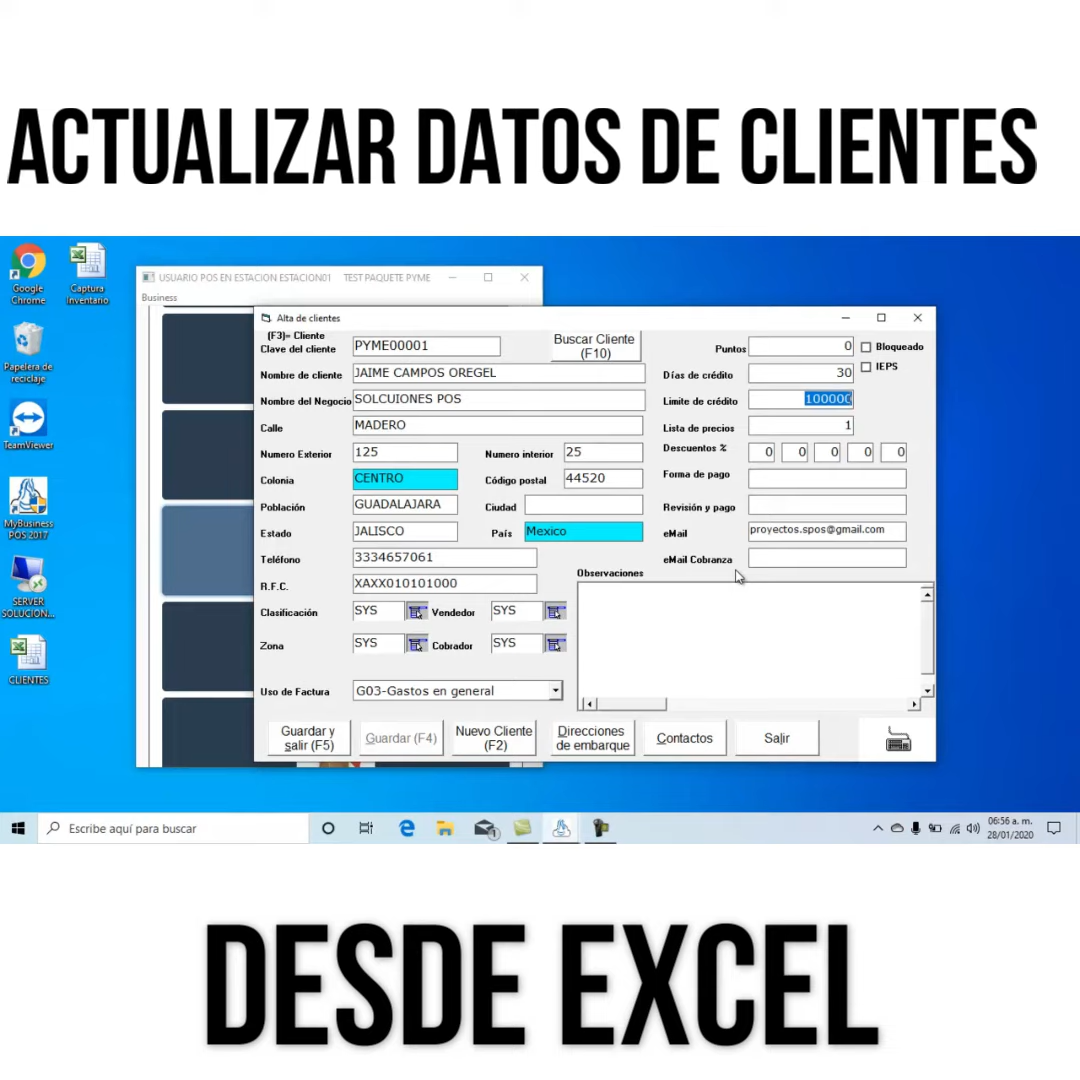 ACTUALIZAR DATOS DE CLIENTES
Google Chrome
Captura Inventario
Papelera de reciclaje
TeamViewer
MyBusiness POS 2017
SERVER SOLUCION...
CLIENTES
USUARIO POS EN ESTACION ESTACION01 TEST PAQUETE PYME
Business
Alta de clientes
(F3)= Cliente
Clave del cliente PYME00001
Buscar Cliente (F10)
Puntos 0 Bloqueado
Nombre de cliente JAIME CAMPOS OREGEL
Días de crédito 30 IEPS
Nombre del Negocio SOLCUIONES POS
Limite de crédito 100000
Calle MADERO
Lista de precios 1
Numero Exterior 125 Numero interior 25
Descuentos % 0 0 0 0 0
Colonia CENTRO Código postal 44520
Forma de pago
Población GUADALAJARA Ciudad
Revisión y pago
Estado JALISCO País Mexico
eMail proyectos.spos@gmail.com
Teléfono 3334657061
eMail Cobranza
R.F.C. XAXX010101000
Observaciones
Clasificación SYS Vendedor SYS
Zona SYS Cobrador SYS
Uso de Factura G03-Gastos en general
Guardar y salir (F5)
Guardar (F4)
Nuevo Cliente (F2)
Direcciones de embarque
Contactos
Salir
Escribe aquí para buscar
1
06:56 a. m.
28/01/2020
DESDE EXCEL